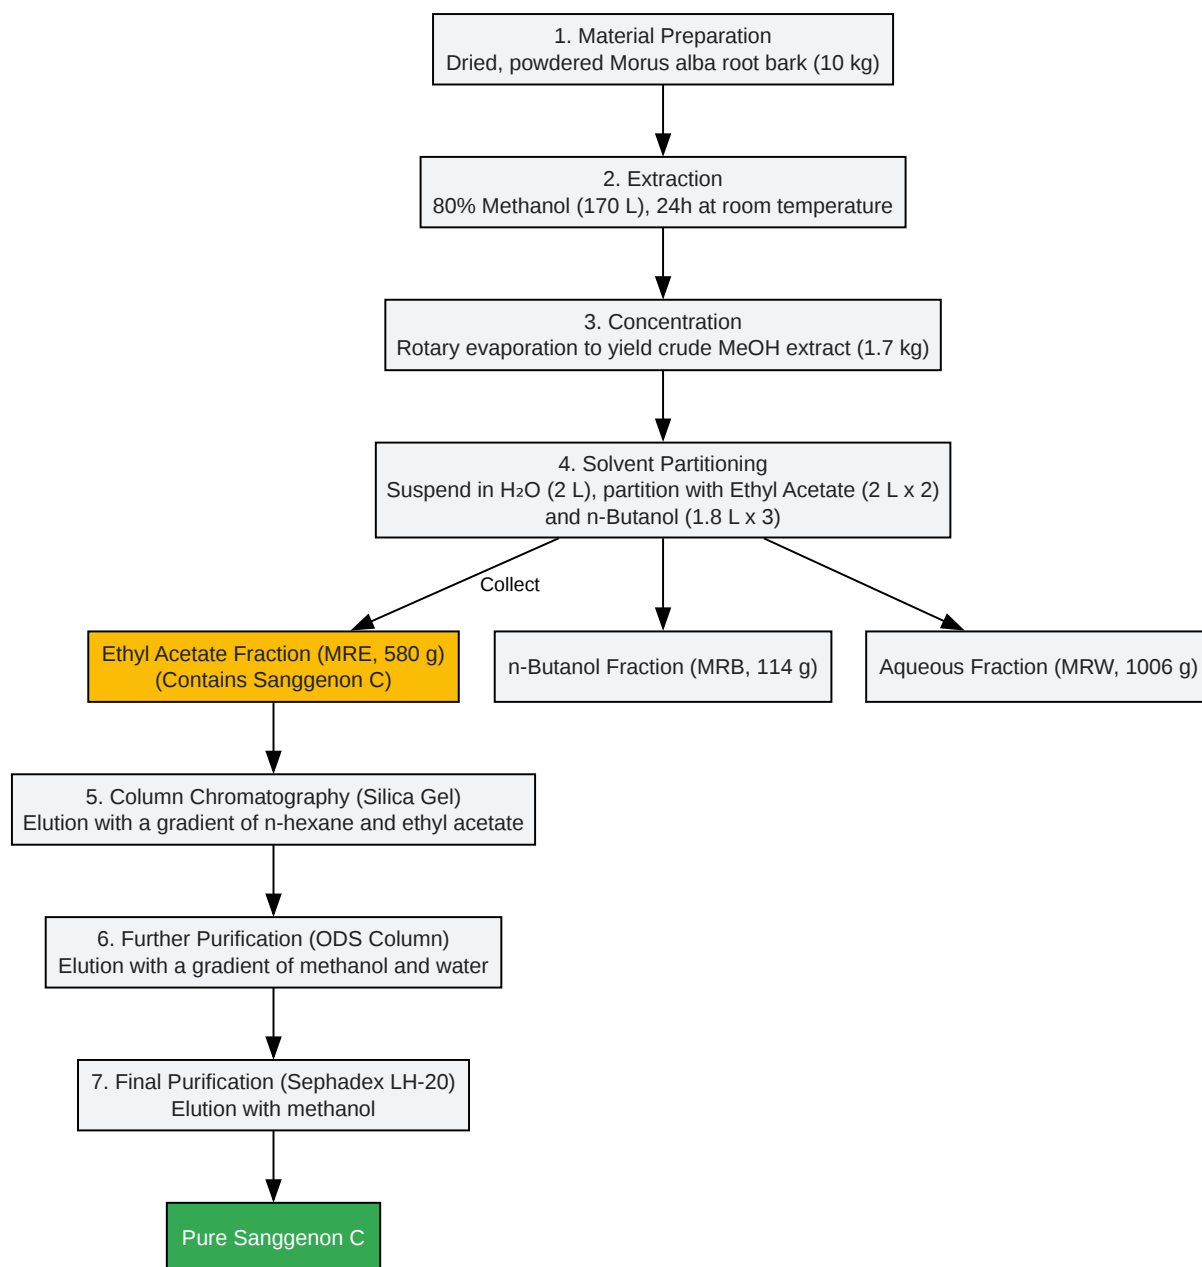 1. Material Preparation
Dried, powdered Morus alba root bark (10 kg)
2. Extraction
80% Methanol (170 L), 24h at room temperature
3. Concentration
Rotary evaporation to yield crude MeOH extract (1.7 kg)
4. Solvent Partitioning
Suspend in H₂O (2 L), partition with Ethyl Acetate (2 L x 2)
and n-Butanol (1.8 L x 3)
Collect
Ethyl Acetate Fraction (MRE, 580 g)
(Contains Sanggenon C)
n-Butanol Fraction (MRB, 114 g)
Aqueous Fraction (MRW, 1006 g)
5. Column Chromatography (Silica Gel)
Elution with a gradient of n-hexane and ethyl acetate
6. Further Purification (ODS Column)
Elution with a gradient of methanol and water
7. Final Purification (Sephadex LH-20)
Elution with methanol
Pure Sanggenon C